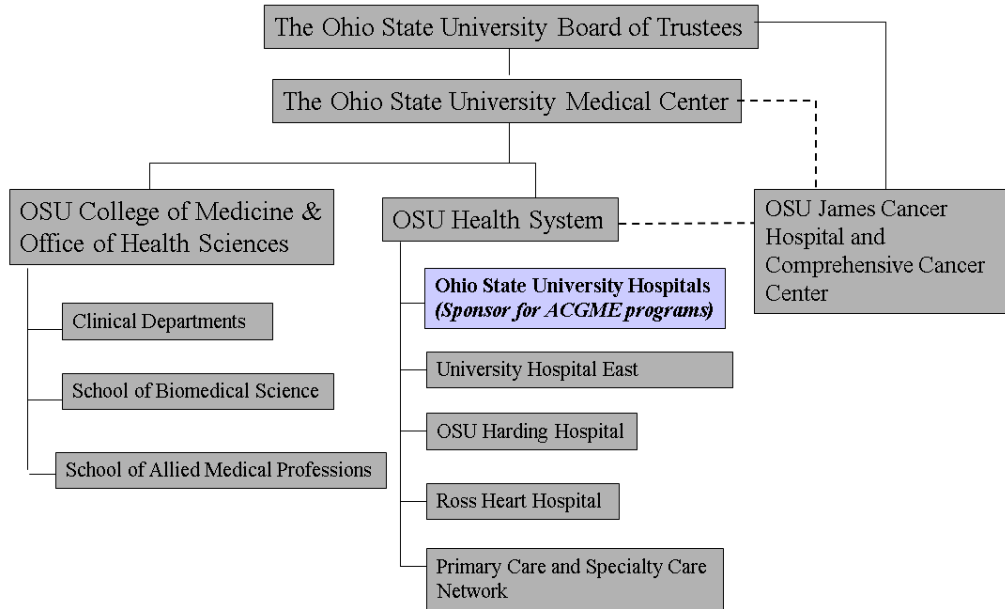 The Ohio State University Board of Trustees
The Ohio State University Medical Center
OSU College of Medicine &
Office of Health Sciences
OSU Health System
OSU James Cancer
Hospital and
Comprehensive Cancer
Center
Ohio State University Hospitals
(Sponsor for ACGME programs)
Clinical Departments
University Hospital East
School of Biomedical Science
OSU Harding Hospital
School of Allied Medical Professions
Ross Heart Hospital
Primary Care and Specialty Care
Network